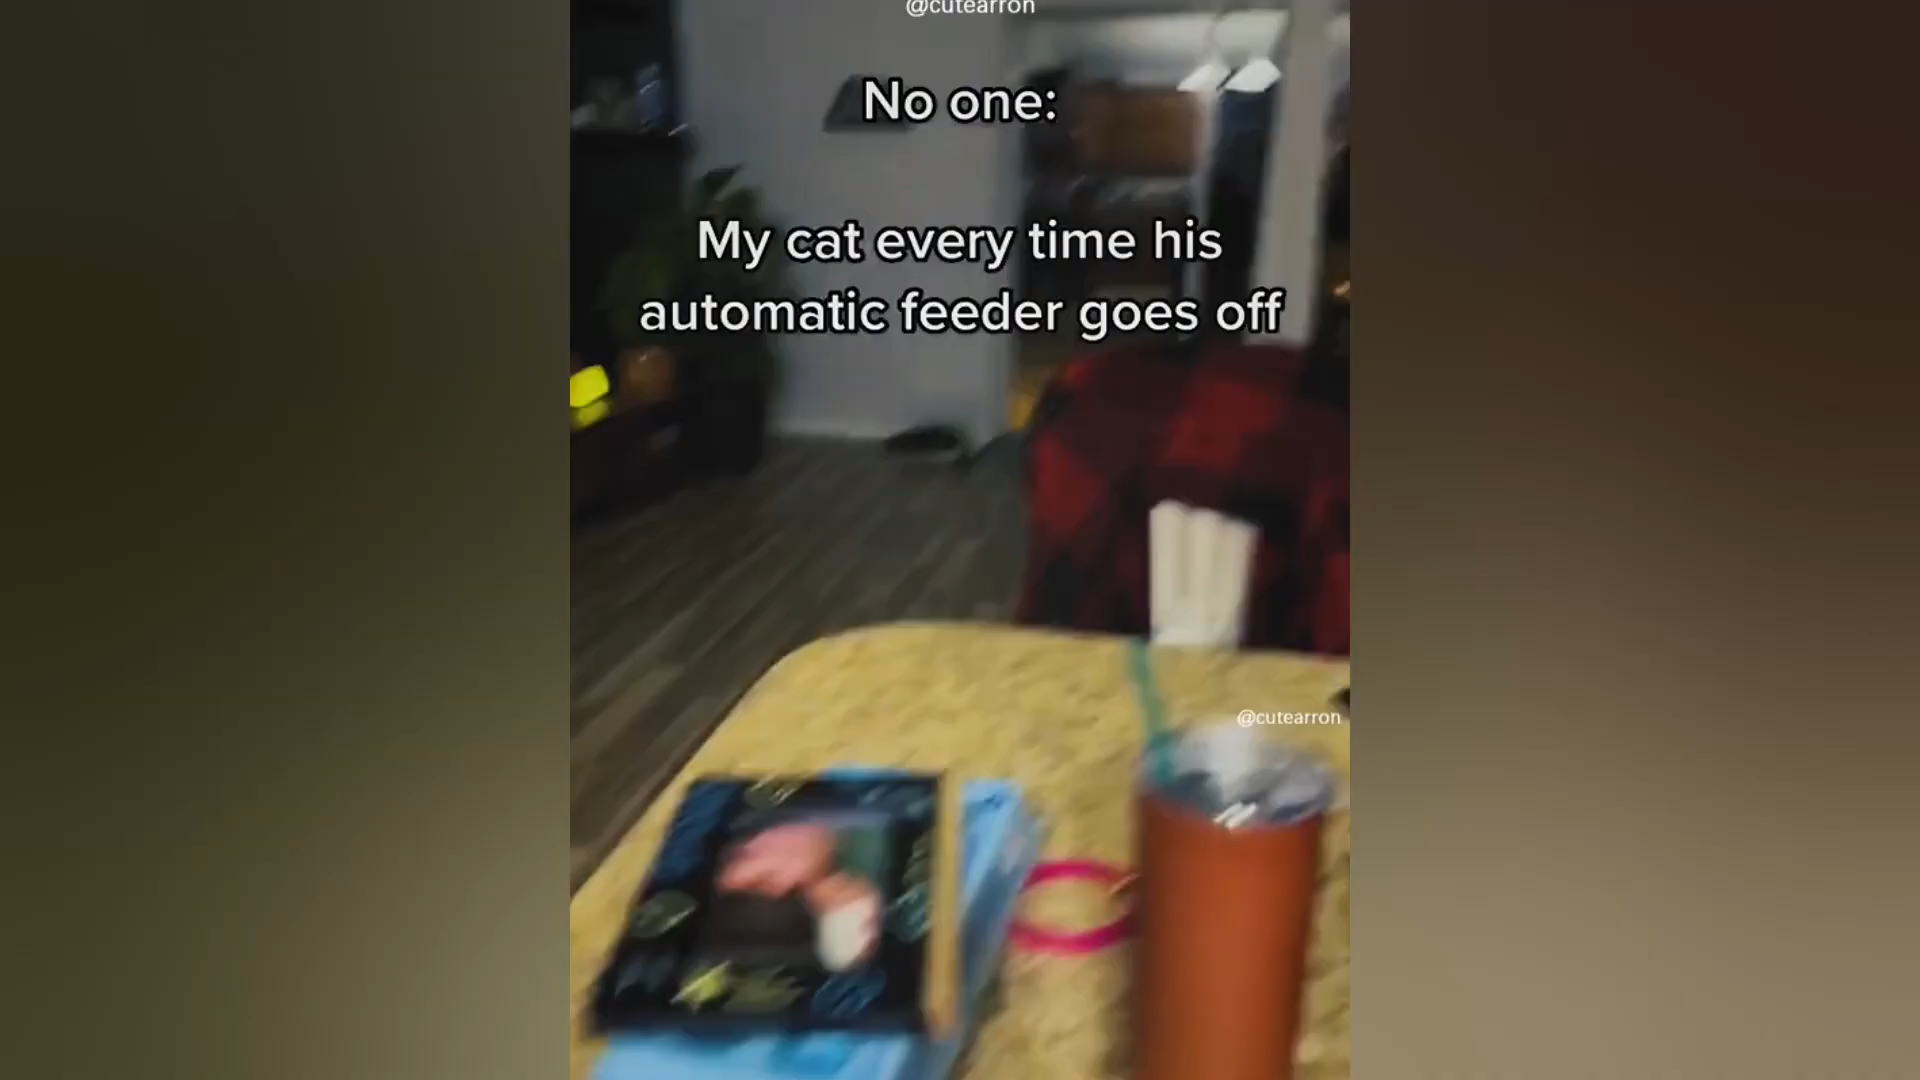 @cutearron
No one:
My cat every time his
automatic feeder goes off
@cutearron